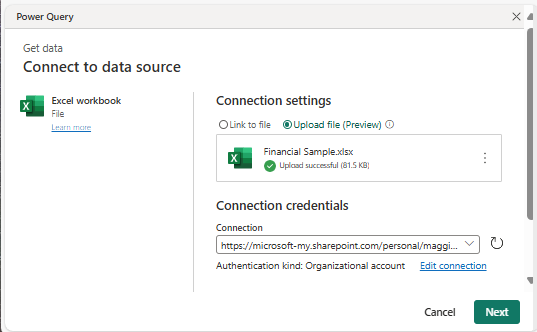 Power Query
Get data
Connect to data source
Excel workbook
File
Learn more
Connection settings
Link to file
Upload file (Preview)
Financial Sample.xlsx
Upload successful (81.5 KB)
Connection credentials
Connection
https://microsoft-my.sharepoint.com/personal/maggi...
Authentication kind: Organizational account
Edit connection
Cancel
Next